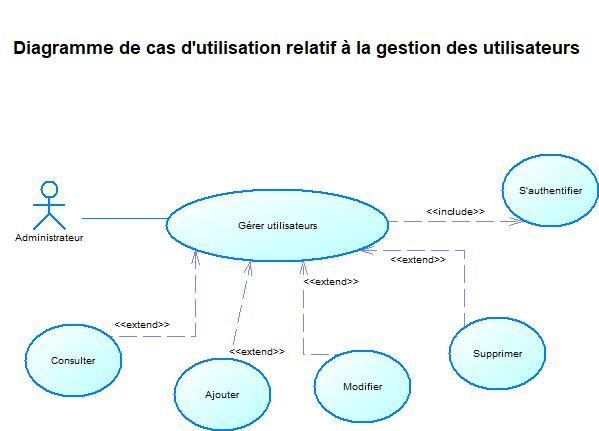 Diagramme de cas d'utilisation relatif à la gestion des utilisateurs
S'authentifier
<<include>>
Gérer utilisateurs
Administrateur
<<extend>>
<<extend>>
<<extend>>
<<extend>>
Consulter
Ajouter
Modifier
Supprimer